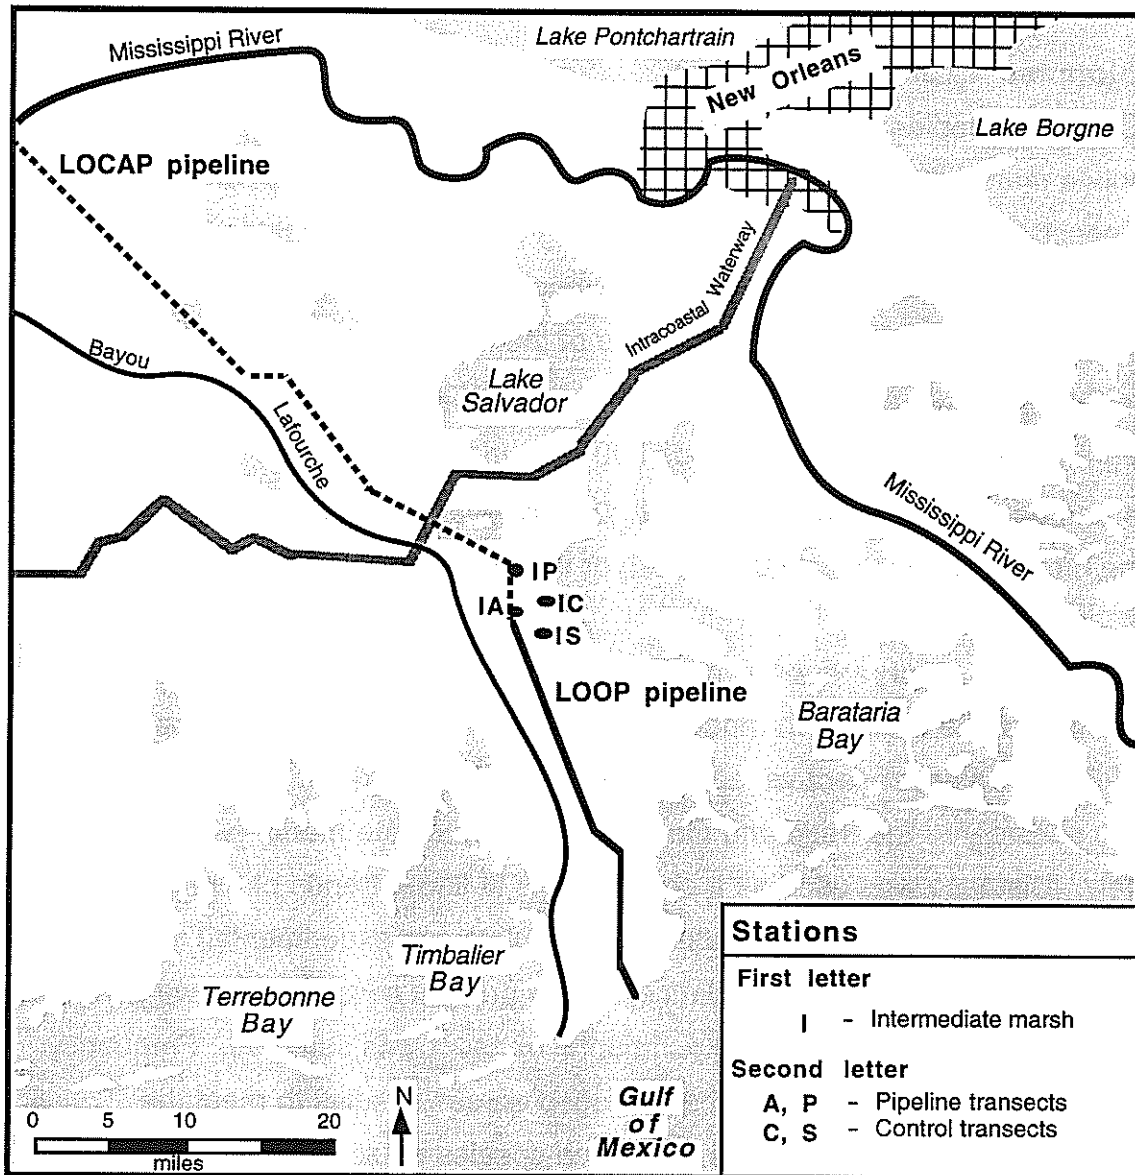 Mississippi River
Lake Pontchartrain
New Orleans
Lake Borgne
LOCAP pipeline
Intracoastal Waterway
Bayou
Lafourche
Lake
Salvador
Mississippi River
IP
IA
IC
IS
LOOP pipeline
Barataria
Bay
Timbalier
Bay
Terrebonne
Bay
Gulf
of
Mexico
N
0 5 10 20
miles
Stations
First letter
I - Intermediate marsh
Second letter
A, P - Pipeline transects
C, S - Control transects